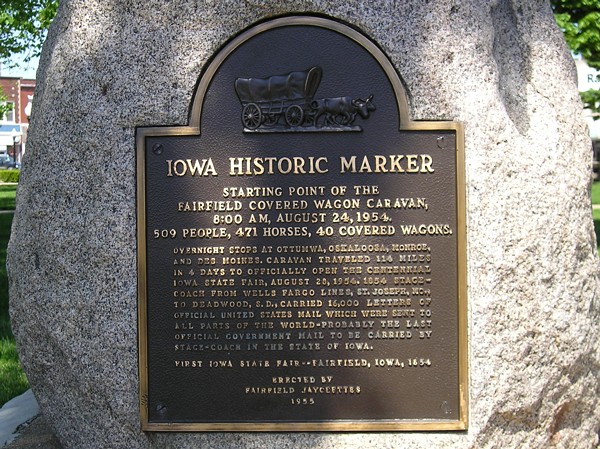 IOWA HISTORIC MARKER
STARTING POINT OF THE
FAIRFIELD COVERED WAGON CARAVAN,
8:00 AM, AUGUST 24, 1954.
509 PEOPLE, 471 HORSES, 40 COVERED WAGONS.
OVERNIGHT STOPS AT OTTUMWA, OSKALOOSA, MONROE,
AND DES MOINES. CARAVAN TRAVELED 114 MILES
IN 4 DAYS TO OFFICIALLY OPEN THE CENTENNIAL
IOWA STATE FAIR, AUGUST 28, 1954. 1854 STAGE-
COACH FROM WELLS FARGO LINES, ST. JOSEPH, MO.,
TO DEADWOOD, S.D., CARRIED 16,000 LETTERS OF
OFFICIAL UNITED STATES MAIL WHICH WERE SENT TO
ALL PARTS OF THE WORLD-PROBABLY THE LAST
OFFICIAL GOVERNMENT MAIL TO BE CARRIED BY
STAGE-COACH IN THE STATE OF IOWA.
FIRST IOWA STATE FAIR--FAIRFIELD, IOWA, 1854
ERECTED BY
FAIRFIELD JAYCEETTES
1955